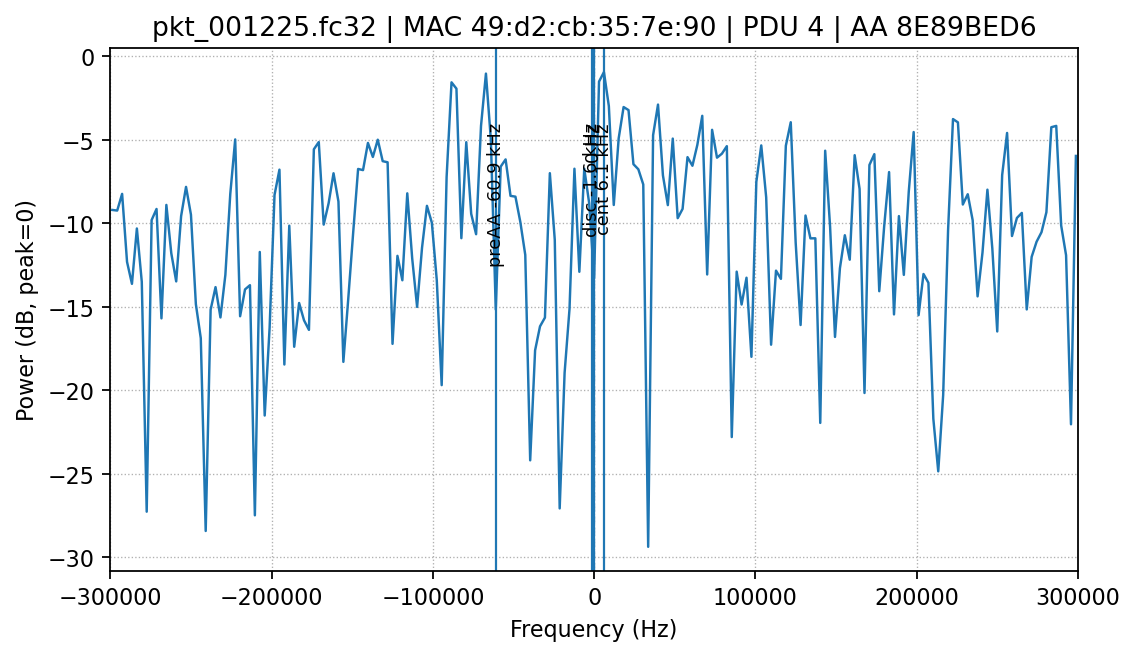 pkt_001225.fc32 | MAC 49:d2:cb:35:7e:90 | PDU 4 | AA 8E89BED6
Power (dB, peak=0)
0
−5
−10
−15
−20
−25
−30
preAA -60.9 kHz
cent 6.1 kHz
−300000
−200000
−100000
0
100000
200000
300000
Frequency (Hz)